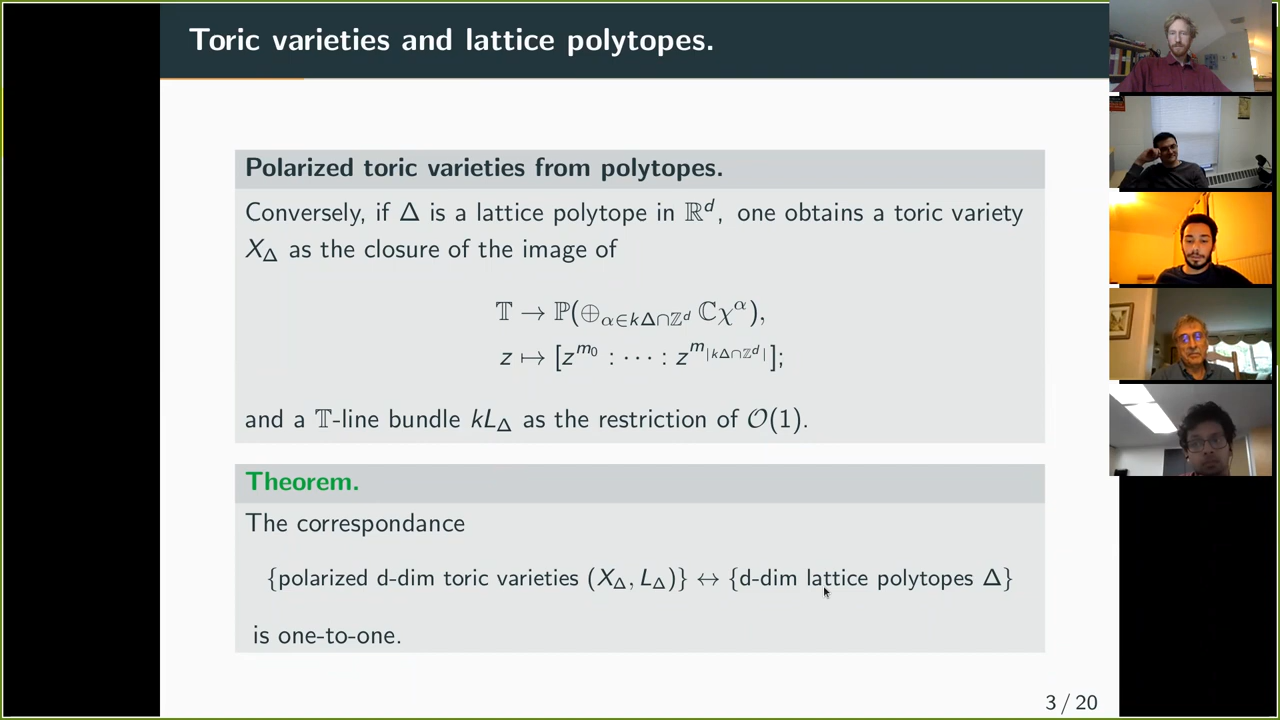 Toric varieties and lattice polytopes.
Polarized toric varieties from polytopes.
Conversely, if Δ is a lattice polytope in ℝ^d, one obtains a toric variety
X_Δ as the closure of the image of
𝕋 → ℙ(⊕_{α∈kΔ∩ℤ^d} ℂχ^α),
z ↦ [z^{m_0} : ⋯ : z^{m_{|kΔ∩ℤ^d|}}];
and a 𝕋-line bundle kL_Δ as the restriction of 𝒪(1).
Theorem.
The correspondance
{polarized d-dim toric varieties (X_Δ, L_Δ)} ↔ {d-dim lattice polytopes Δ}
is one-to-one.
3 / 20